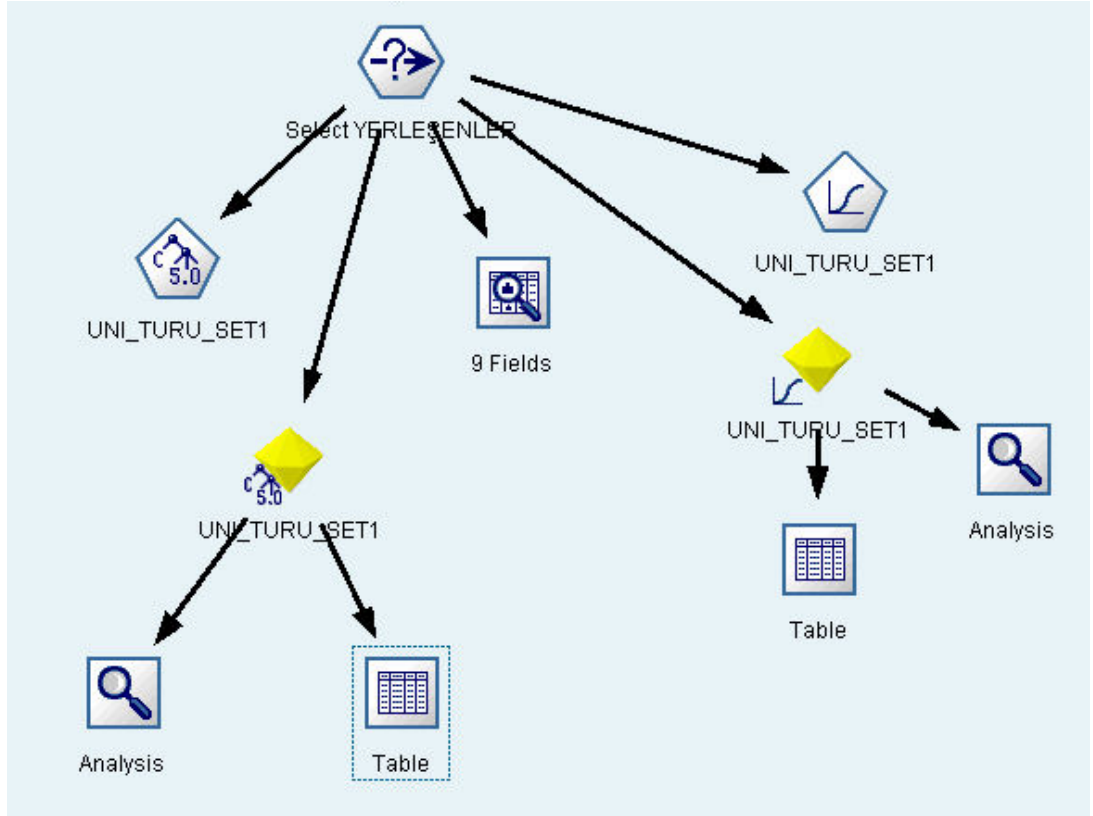 Select YERLEŞENLER
UNI_TURU_SET1
C 5.0
UNI_TURU_SET1
9 Fields
UNI_TURU_SET1
C 5.0
UNI_TURU_SET1
Analysis
Table
Analysis
Table